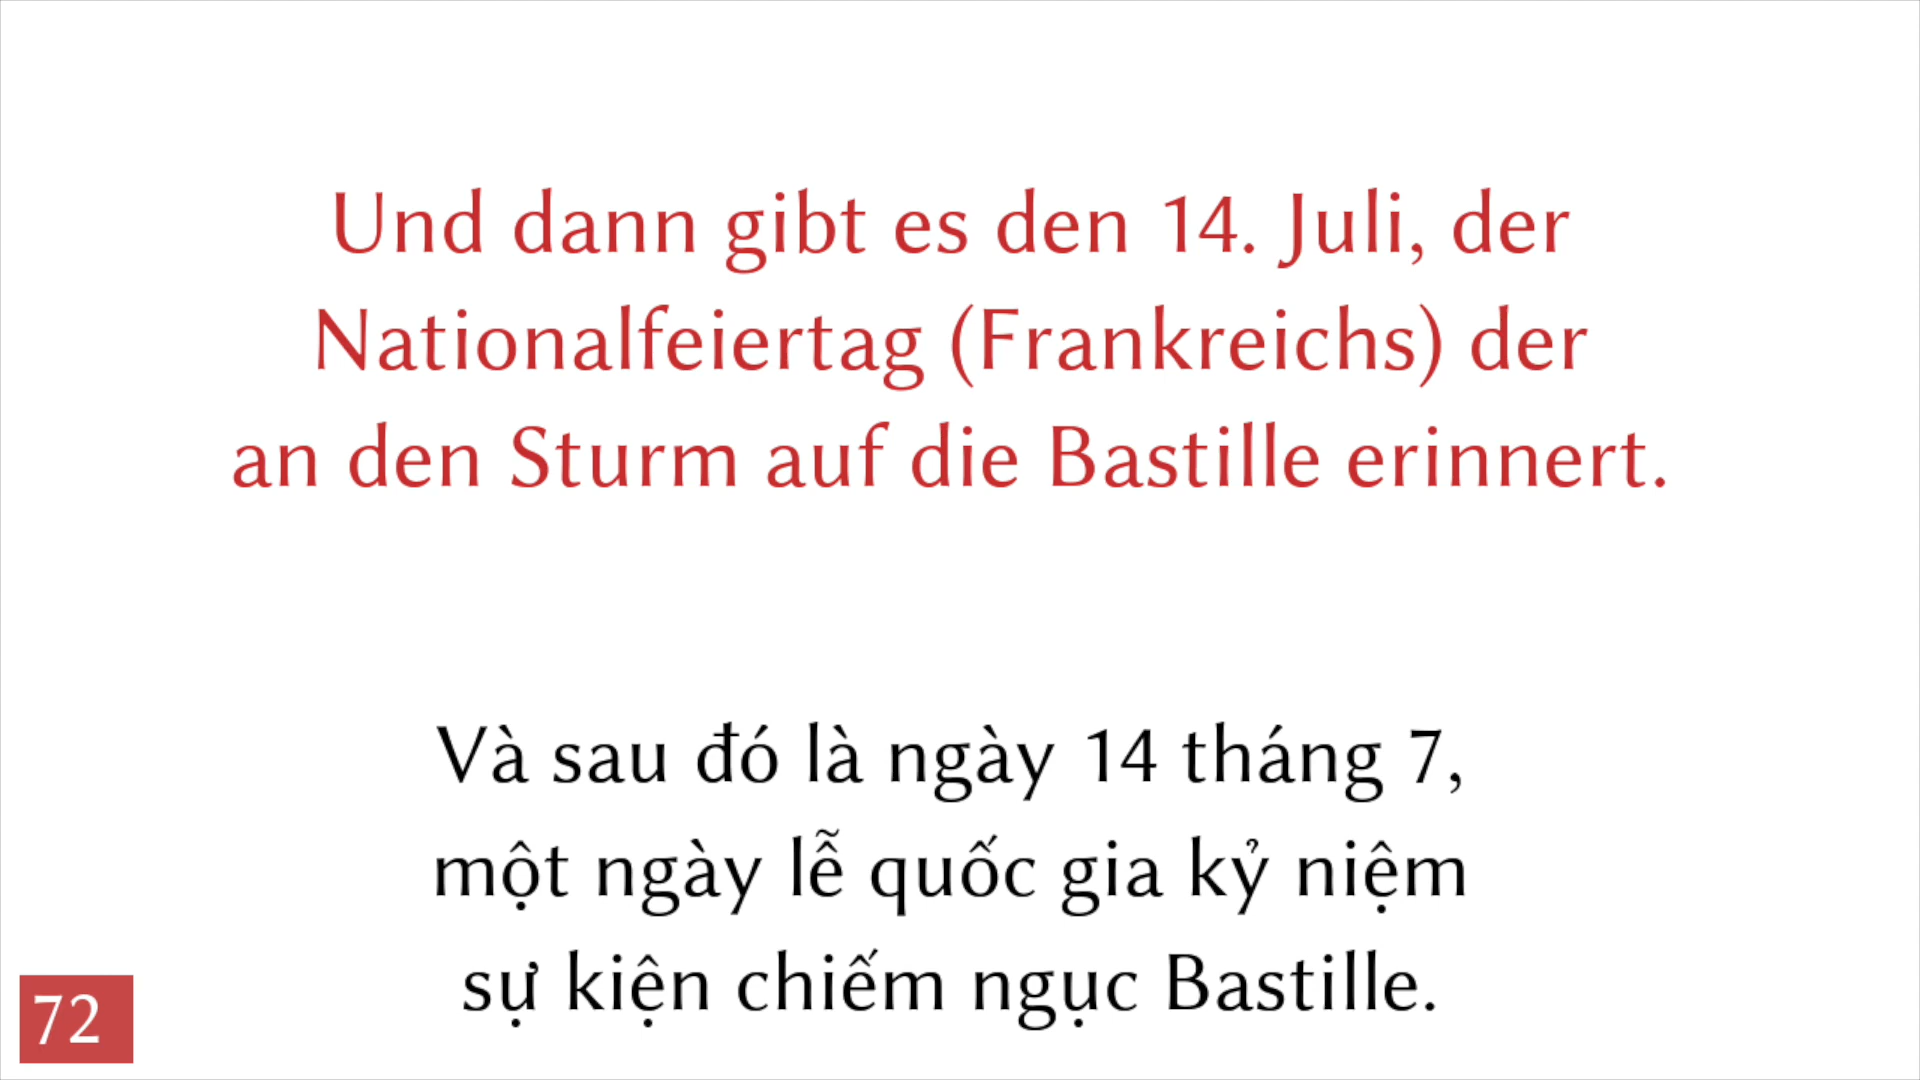 Und dann gibt es den 14. Juli, der
Nationalfeiertag (Frankreichs) der
an den Sturm auf die Bastille erinnert.
Và sau đó là ngày 14 tháng 7,
một ngày lễ quốc gia kỷ niệm
sự kiện chiếm ngục Bastille.
72